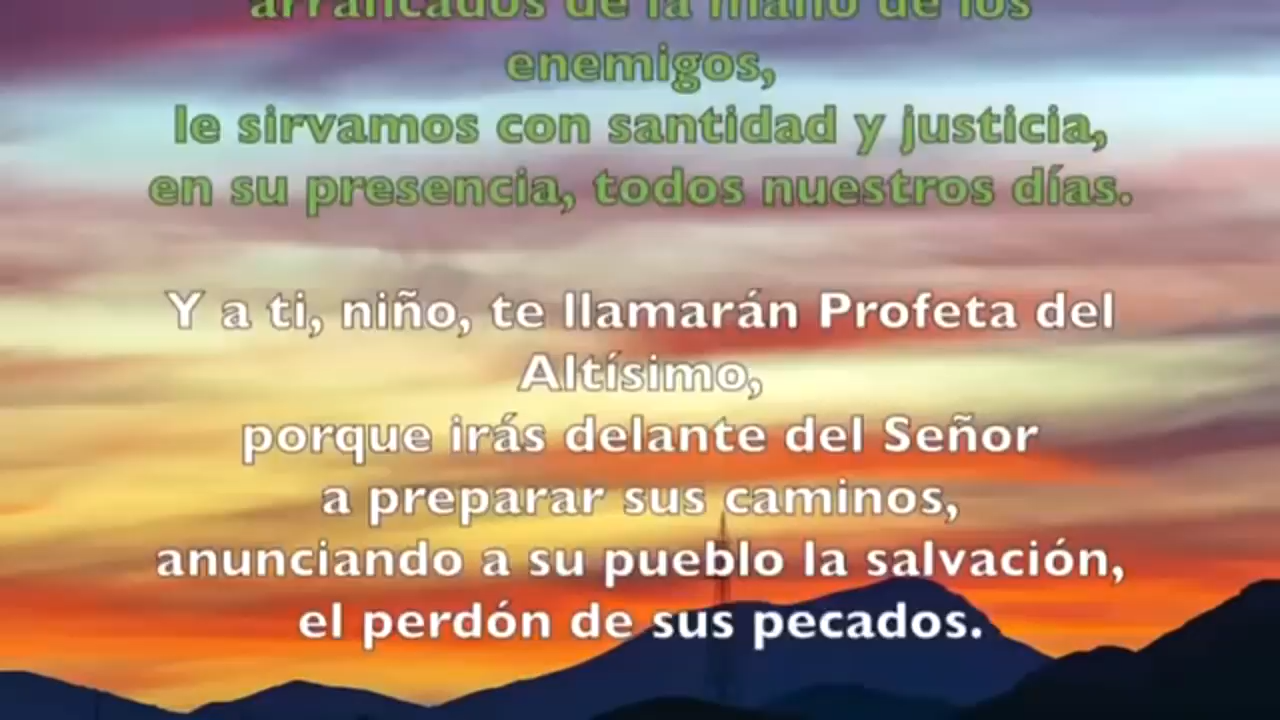 arrancados de la mano de los
enemigos,
le sirvamos con santidad y justicia,
en su presencia, todos nuestros días.
Y a ti, niño, te llamarán Profeta del
Altísimo,
porque irás delante del Señor
a preparar sus caminos,
anunciando a su pueblo la salvación,
el perdón de sus pecados.